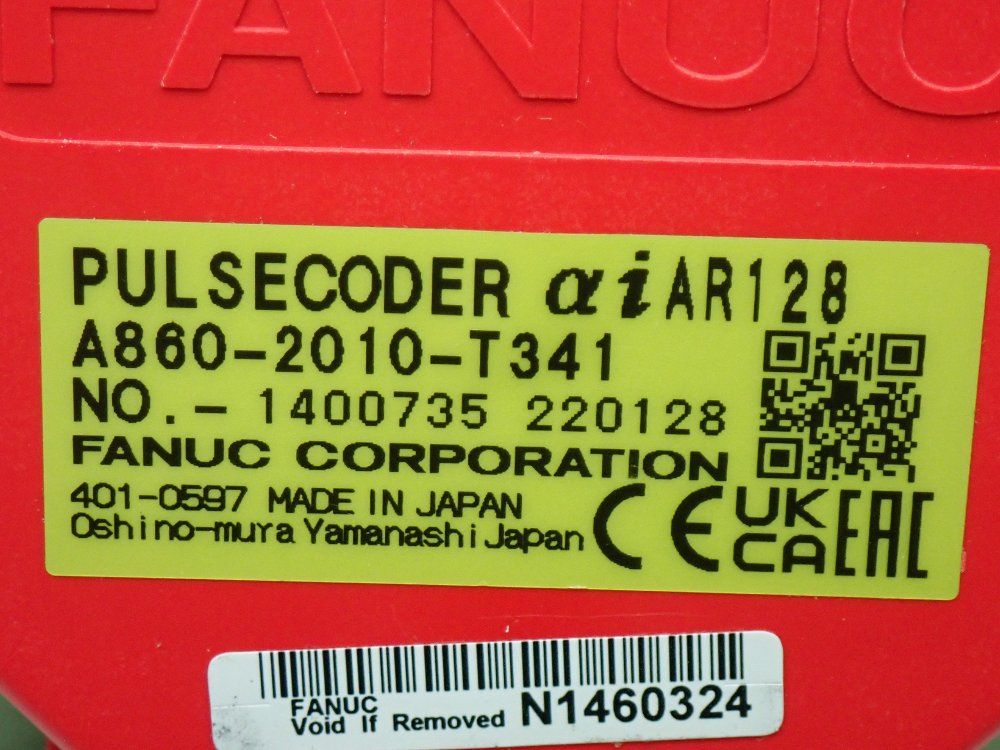 FANUC
PULSECODER αiAR128
A860-2010-T341
NO.- 1400735 220128
FANUC CORPORATION
401-0597 MADE IN JAPAN
Oshino-mura Yamanashi Japan
CE UK CA EAC
FANUC
Void If Removed N1460324